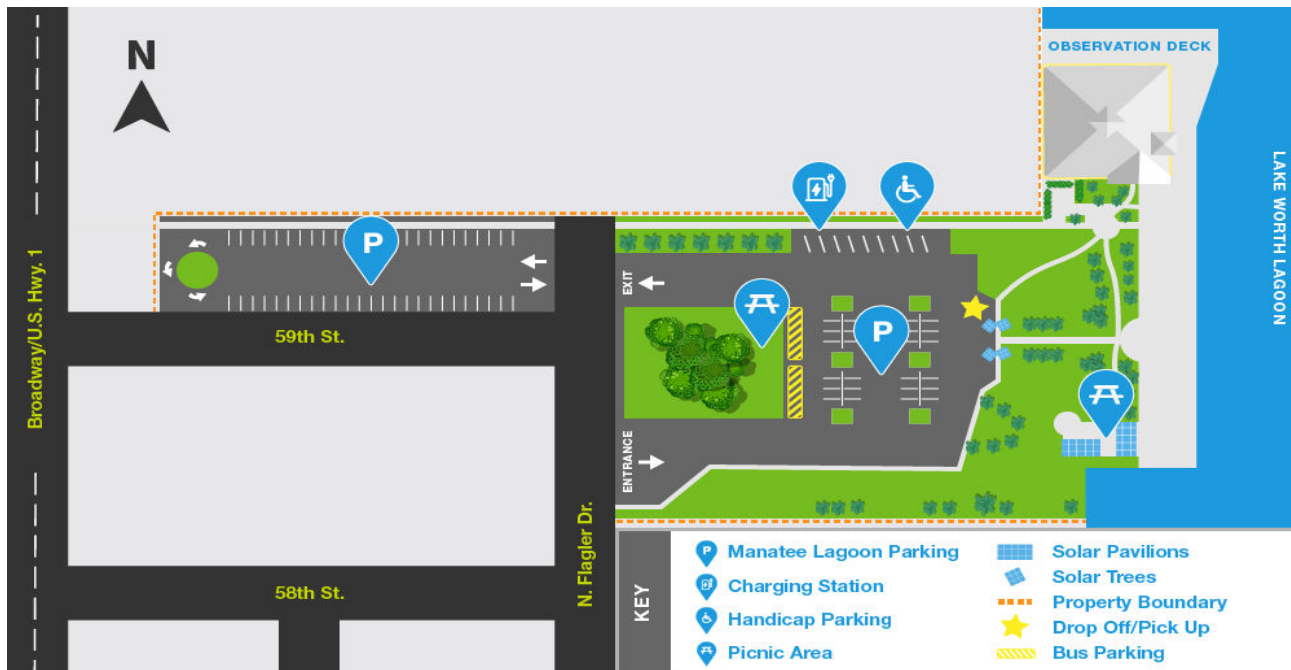 N
OBSERVATION DECK
LAKE WORTH LAGOON
P
Broadway/U.S. Hwy. 1
EXIT
P
59th St.
ENTRANCE
N. Flagler Dr.
58th St.
KEY
P Manatee Lagoon Parking
Charging Station
Handicap Parking
Picnic Area
Solar Pavilions
Solar Trees
Property Boundary
Drop Off/Pick Up
Bus Parking